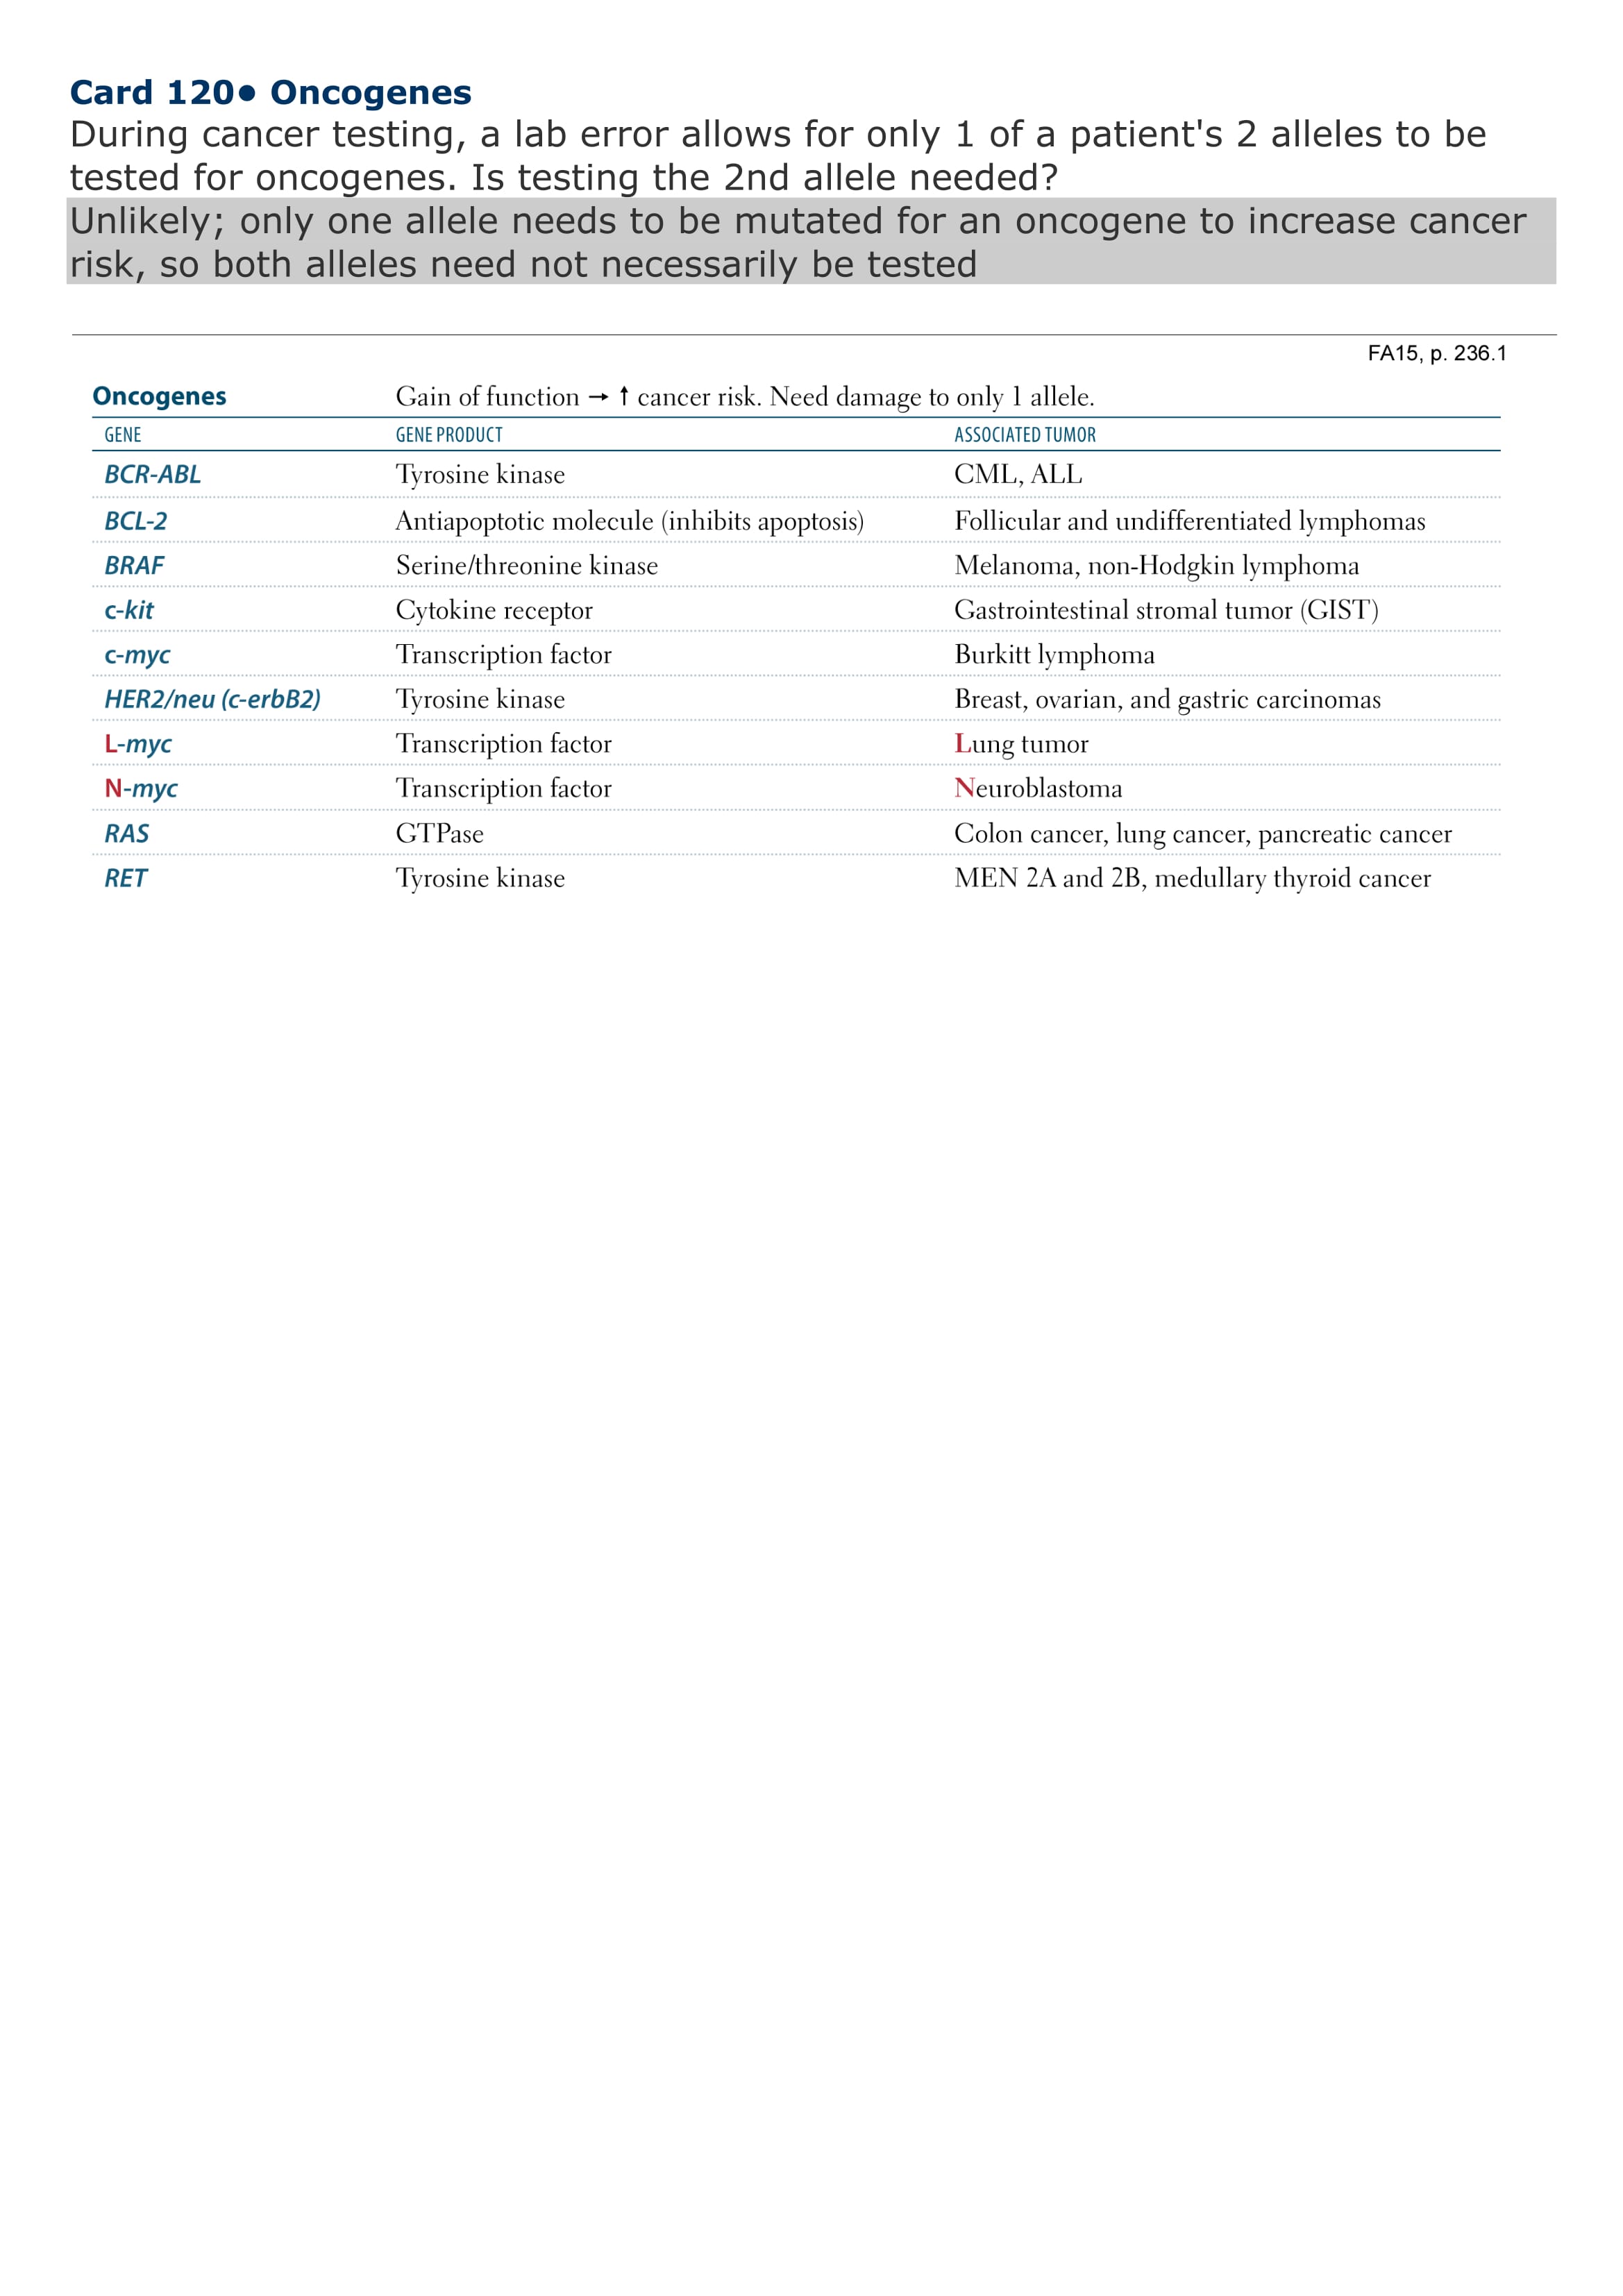 Card 120• Oncogenes
During cancer testing, a lab error allows for only 1 of a patient's 2 alleles to be
tested for oncogenes. Is testing the 2nd allele needed?
Unlikely; only one allele needs to be mutated for an oncogene to increase cancer
risk, so both alleles need not necessarily be tested
FA15, p. 236.1
Oncogenes Gain of function → ↑ cancer risk. Need damage to only 1 allele.
GENE GENE PRODUCT ASSOCIATED TUMOR
BCR-ABL Tyrosine kinase CML, ALL
BCL-2 Antiapoptotic molecule (inhibits apoptosis) Follicular and undifferentiated lymphomas
BRAF Serine/threonine kinase Melanoma, non-Hodgkin lymphoma
c-kit Cytokine receptor Gastrointestinal stromal tumor (GIST)
c-myc Transcription factor Burkitt lymphoma
HER2/neu (c-erbB2) Tyrosine kinase Breast, ovarian, and gastric carcinomas
L-myc Transcription factor Lung tumor
N-myc Transcription factor Neuroblastoma
RAS GTPase Colon cancer, lung cancer, pancreatic cancer
RET Tyrosine kinase MEN 2A and 2B, medullary thyroid cancer